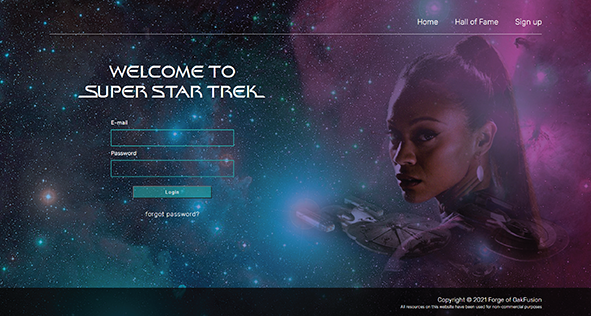 Home Hall of Fame Sign up
WELCOME TO
SUPER STAR TREK
E-mail
Password
Login
forgot password?
Copyright © 2021 Forge of OakFusion
All resources on this website have been used for non-commercial purposes